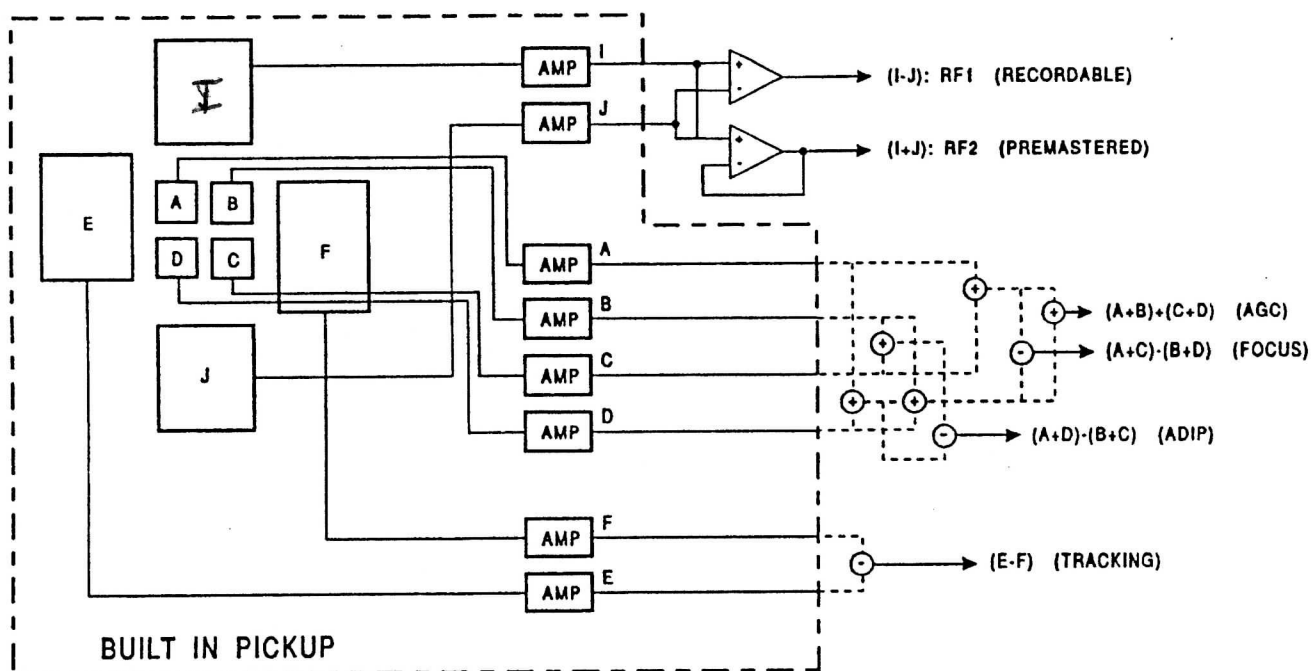 I
AMP I
(I-J): RF1 (RECORDABLE)
AMP J
(I+J): RF2 (PREMASTERED)
+
-
+
-
E
A B
D C
F
J
AMP A
AMP B
AMP C
AMP D
+
+
+
-
+ +
-
(A+B)+(C+D) (AGC)
(A+C)-(B+D) (FOCUS)
(A+D)-(B+C) (ADIP)
AMP F
AMP E
-
(E-F) (TRACKING)
BUILT IN PICKUP